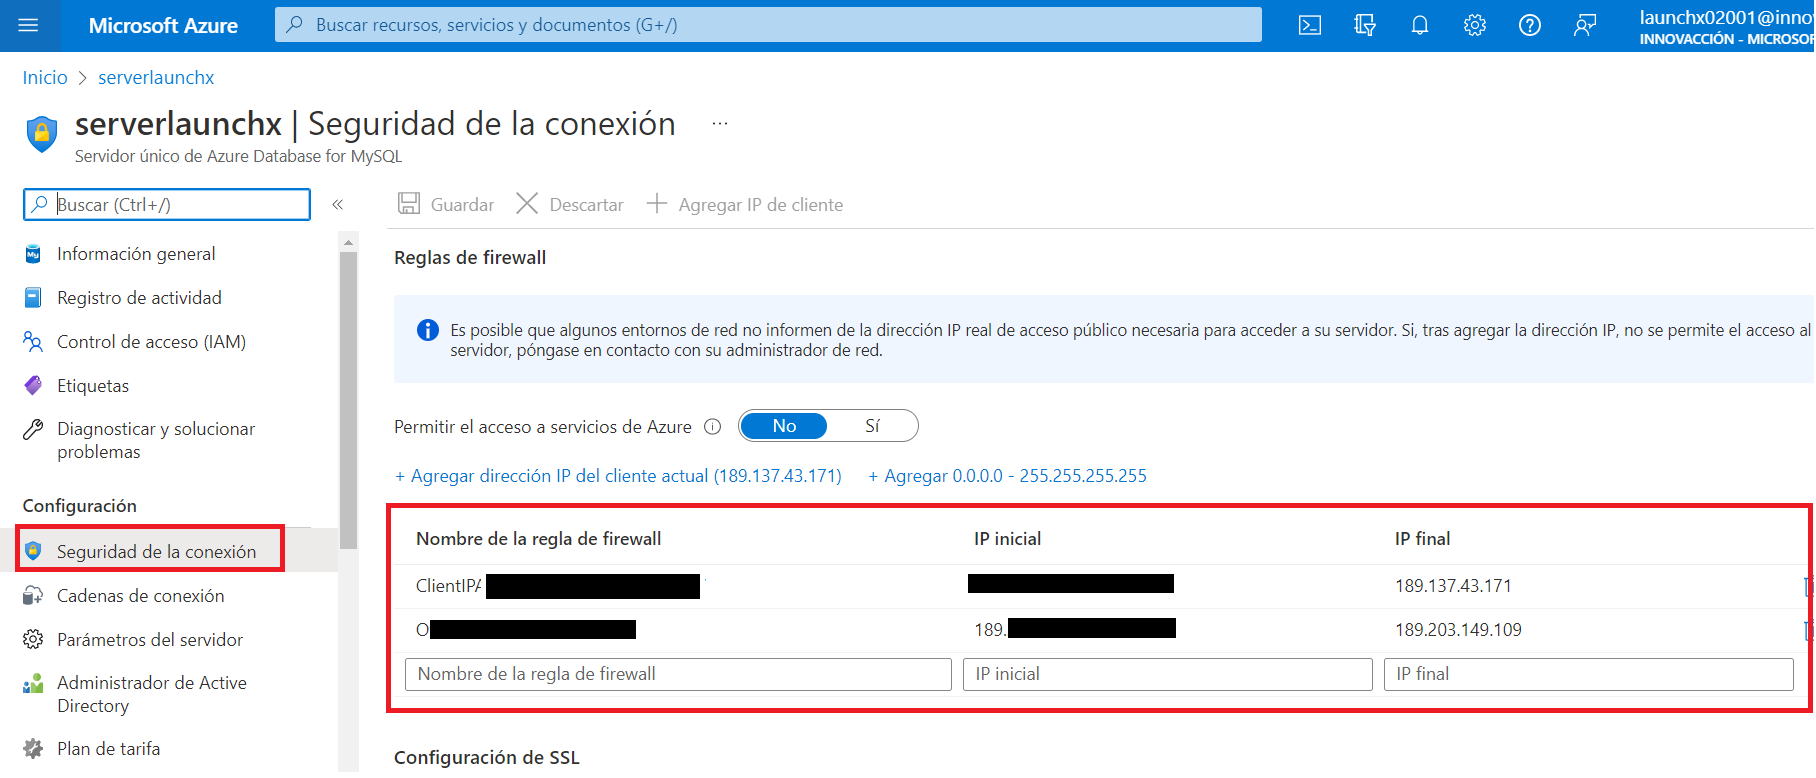 Microsoft Azure
Buscar recursos, servicios y documentos (G+/)
launchx02001@inno
INNOVACCIÓN - MICROSOF
Inicio > serverlaunchx
serverlaunchx | Seguridad de la conexión ...
Servidor único de Azure Database for MySQL
Buscar (Ctrl+/)
«
Guardar
Descartar
Agregar IP de cliente
Información general
Registro de actividad
Control de acceso (IAM)
Etiquetas
Diagnosticar y solucionar
problemas
Configuración
Seguridad de la conexión
Cadenas de conexión
Parámetros del servidor
Administrador de Active
Directory
Plan de tarifa
Reglas de firewall
Es posible que algunos entornos de red no informen de la dirección IP real de acceso público necesaria para acceder a su servidor. Si, tras agregar la dirección IP, no se permite el acceso al
servidor, póngase en contacto con su administrador de red.
Permitir el acceso a servicios de Azure No Sí
+ Agregar dirección IP del cliente actual (189.137.43.171) + Agregar 0.0.0.0 - 255.255.255.255
Nombre de la regla de firewall IP inicial IP final
ClientIPA 189.137.43.171
O 189. 189.203.149.109
Nombre de la regla de firewall IP inicial IP final
Configuración de SSL